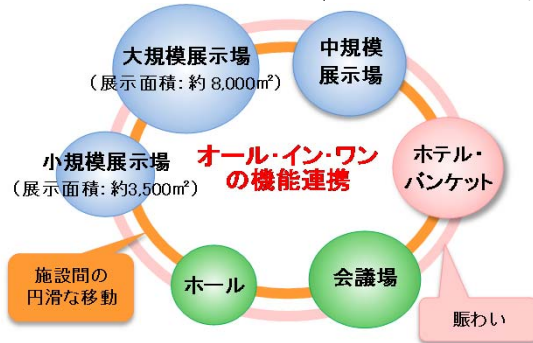 大規模展示場
（展示面積：約8,000㎡）
中規模
展示場
小規模展示場
（展示面積：約3,500㎡）
オール・イン・ワン
の機能連携
ホテル・
バンケット
施設間の
円滑な移動
ホール
会議場
賑わい